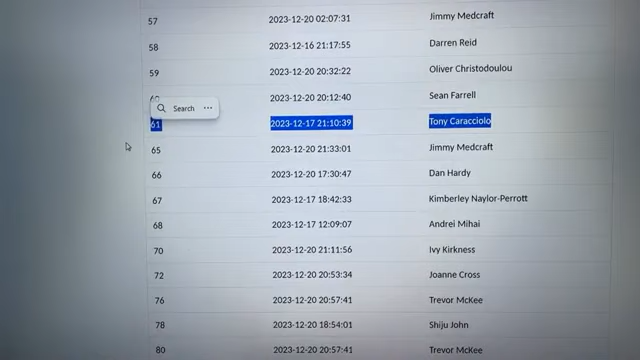 57 2023-12-20 02:07:31 Jimmy Medcraft
58 2023-12-16 21:17:55 Darren Reid
59 2023-12-20 20:32:22 Oliver Christodoulou
2023-12-20 20:12:40 Sean Farrell
Search
61 2023-12-17 21:10:39 Tony Caracciolo
65 2023-12-20 21:33:01 Jimmy Medcraft
66 2023-12-20 17:30:47 Dan Hardy
67 2023-12-17 18:42:33 Kimberley Naylor-Perrott
68 2023-12-17 12:09:07 Andrei Mihai
70 2023-12-20 21:11:56 Ivy Kirkness
72 2023-12-20 20:53:34 Joanne Cross
76 2023-12-20 20:57:41 Trevor McKee
78 2023-12-20 18:54:01 Shiju John
80 2023-12-20 20:57:41 Trevor McKee